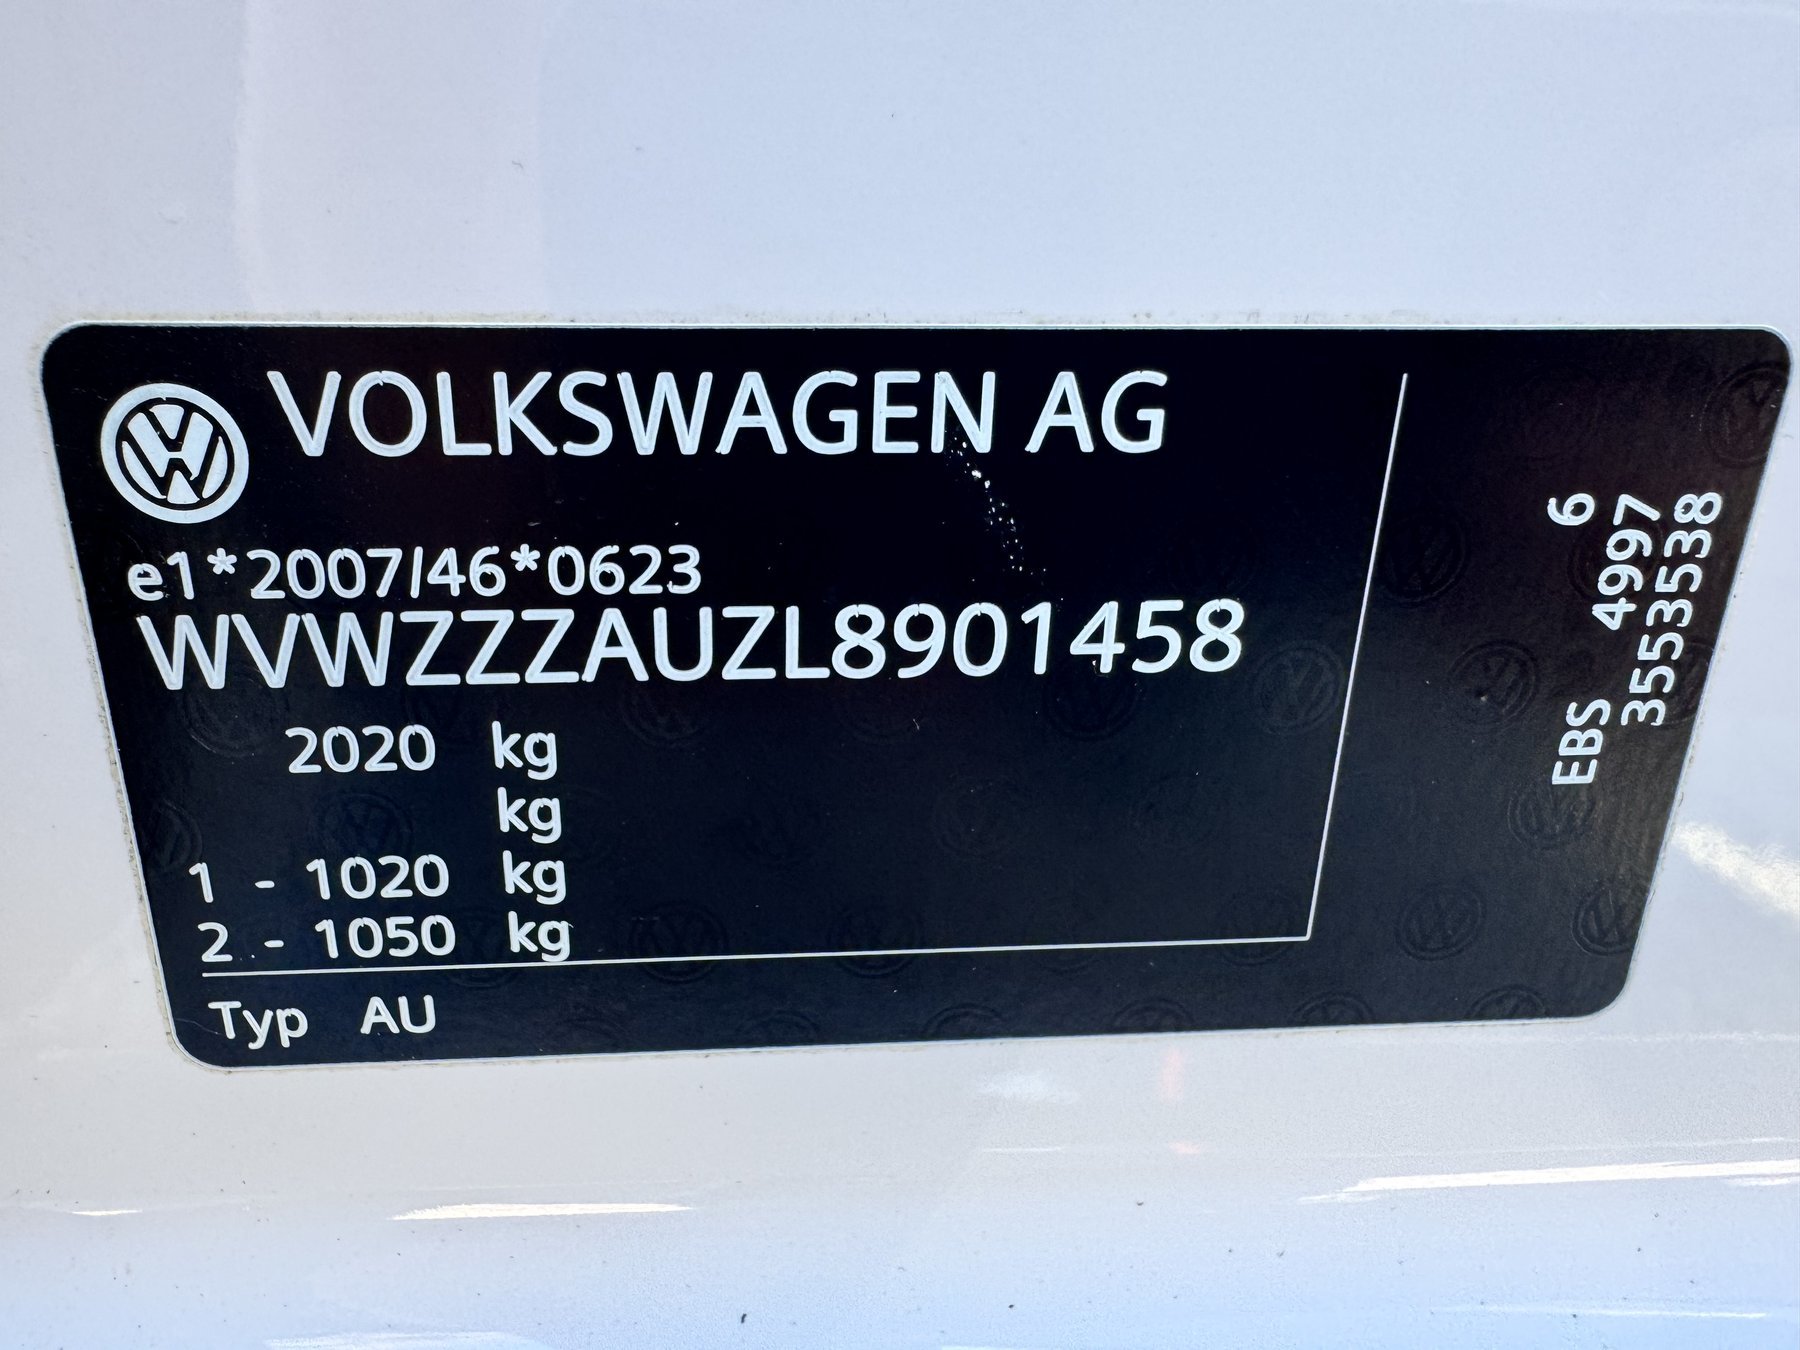 VOLKSWAGEN AG
e1*2007/46*0623
WVWZZZAUZL8901458
2020 kg
kg
1 - 1020 kg
2 - 1050 kg
Typ AU
EBS 6
4997
3553538